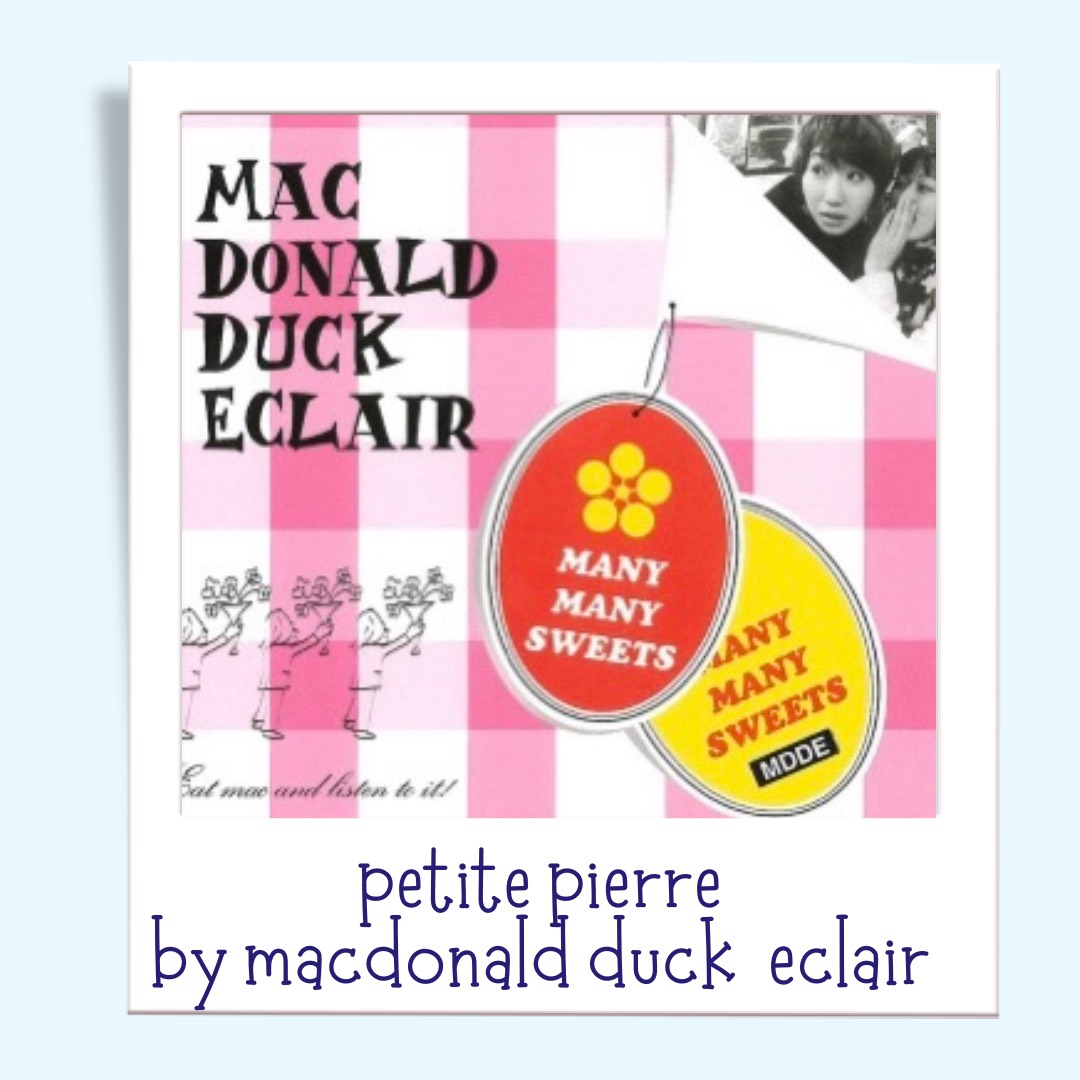 MAC
DONALD
DUCK
ECLAIR
MANY
MANY
SWEETS
MANY
MANY
SWEETS
MDDE
Eat mac and listen to it!
petite pierre
by macdonald duck eclair